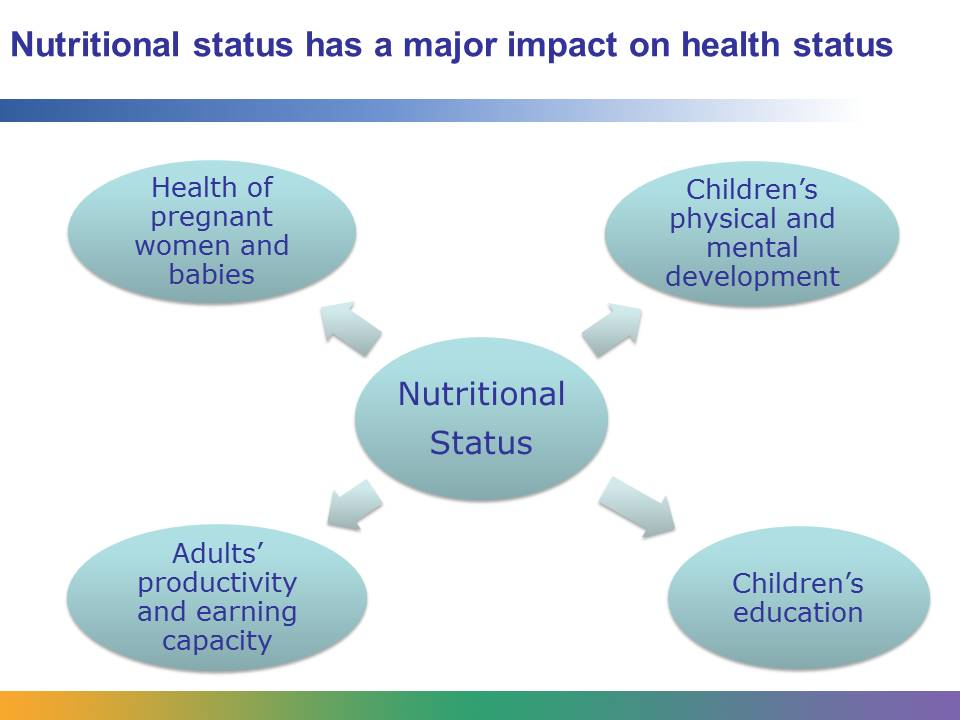 Nutritional status has a major impact on health status
Health of
pregnant
women and
babies
Children’s
physical and
mental
development
Nutritional
Status
Adults’
productivity
and earning
capacity
Children’s
education